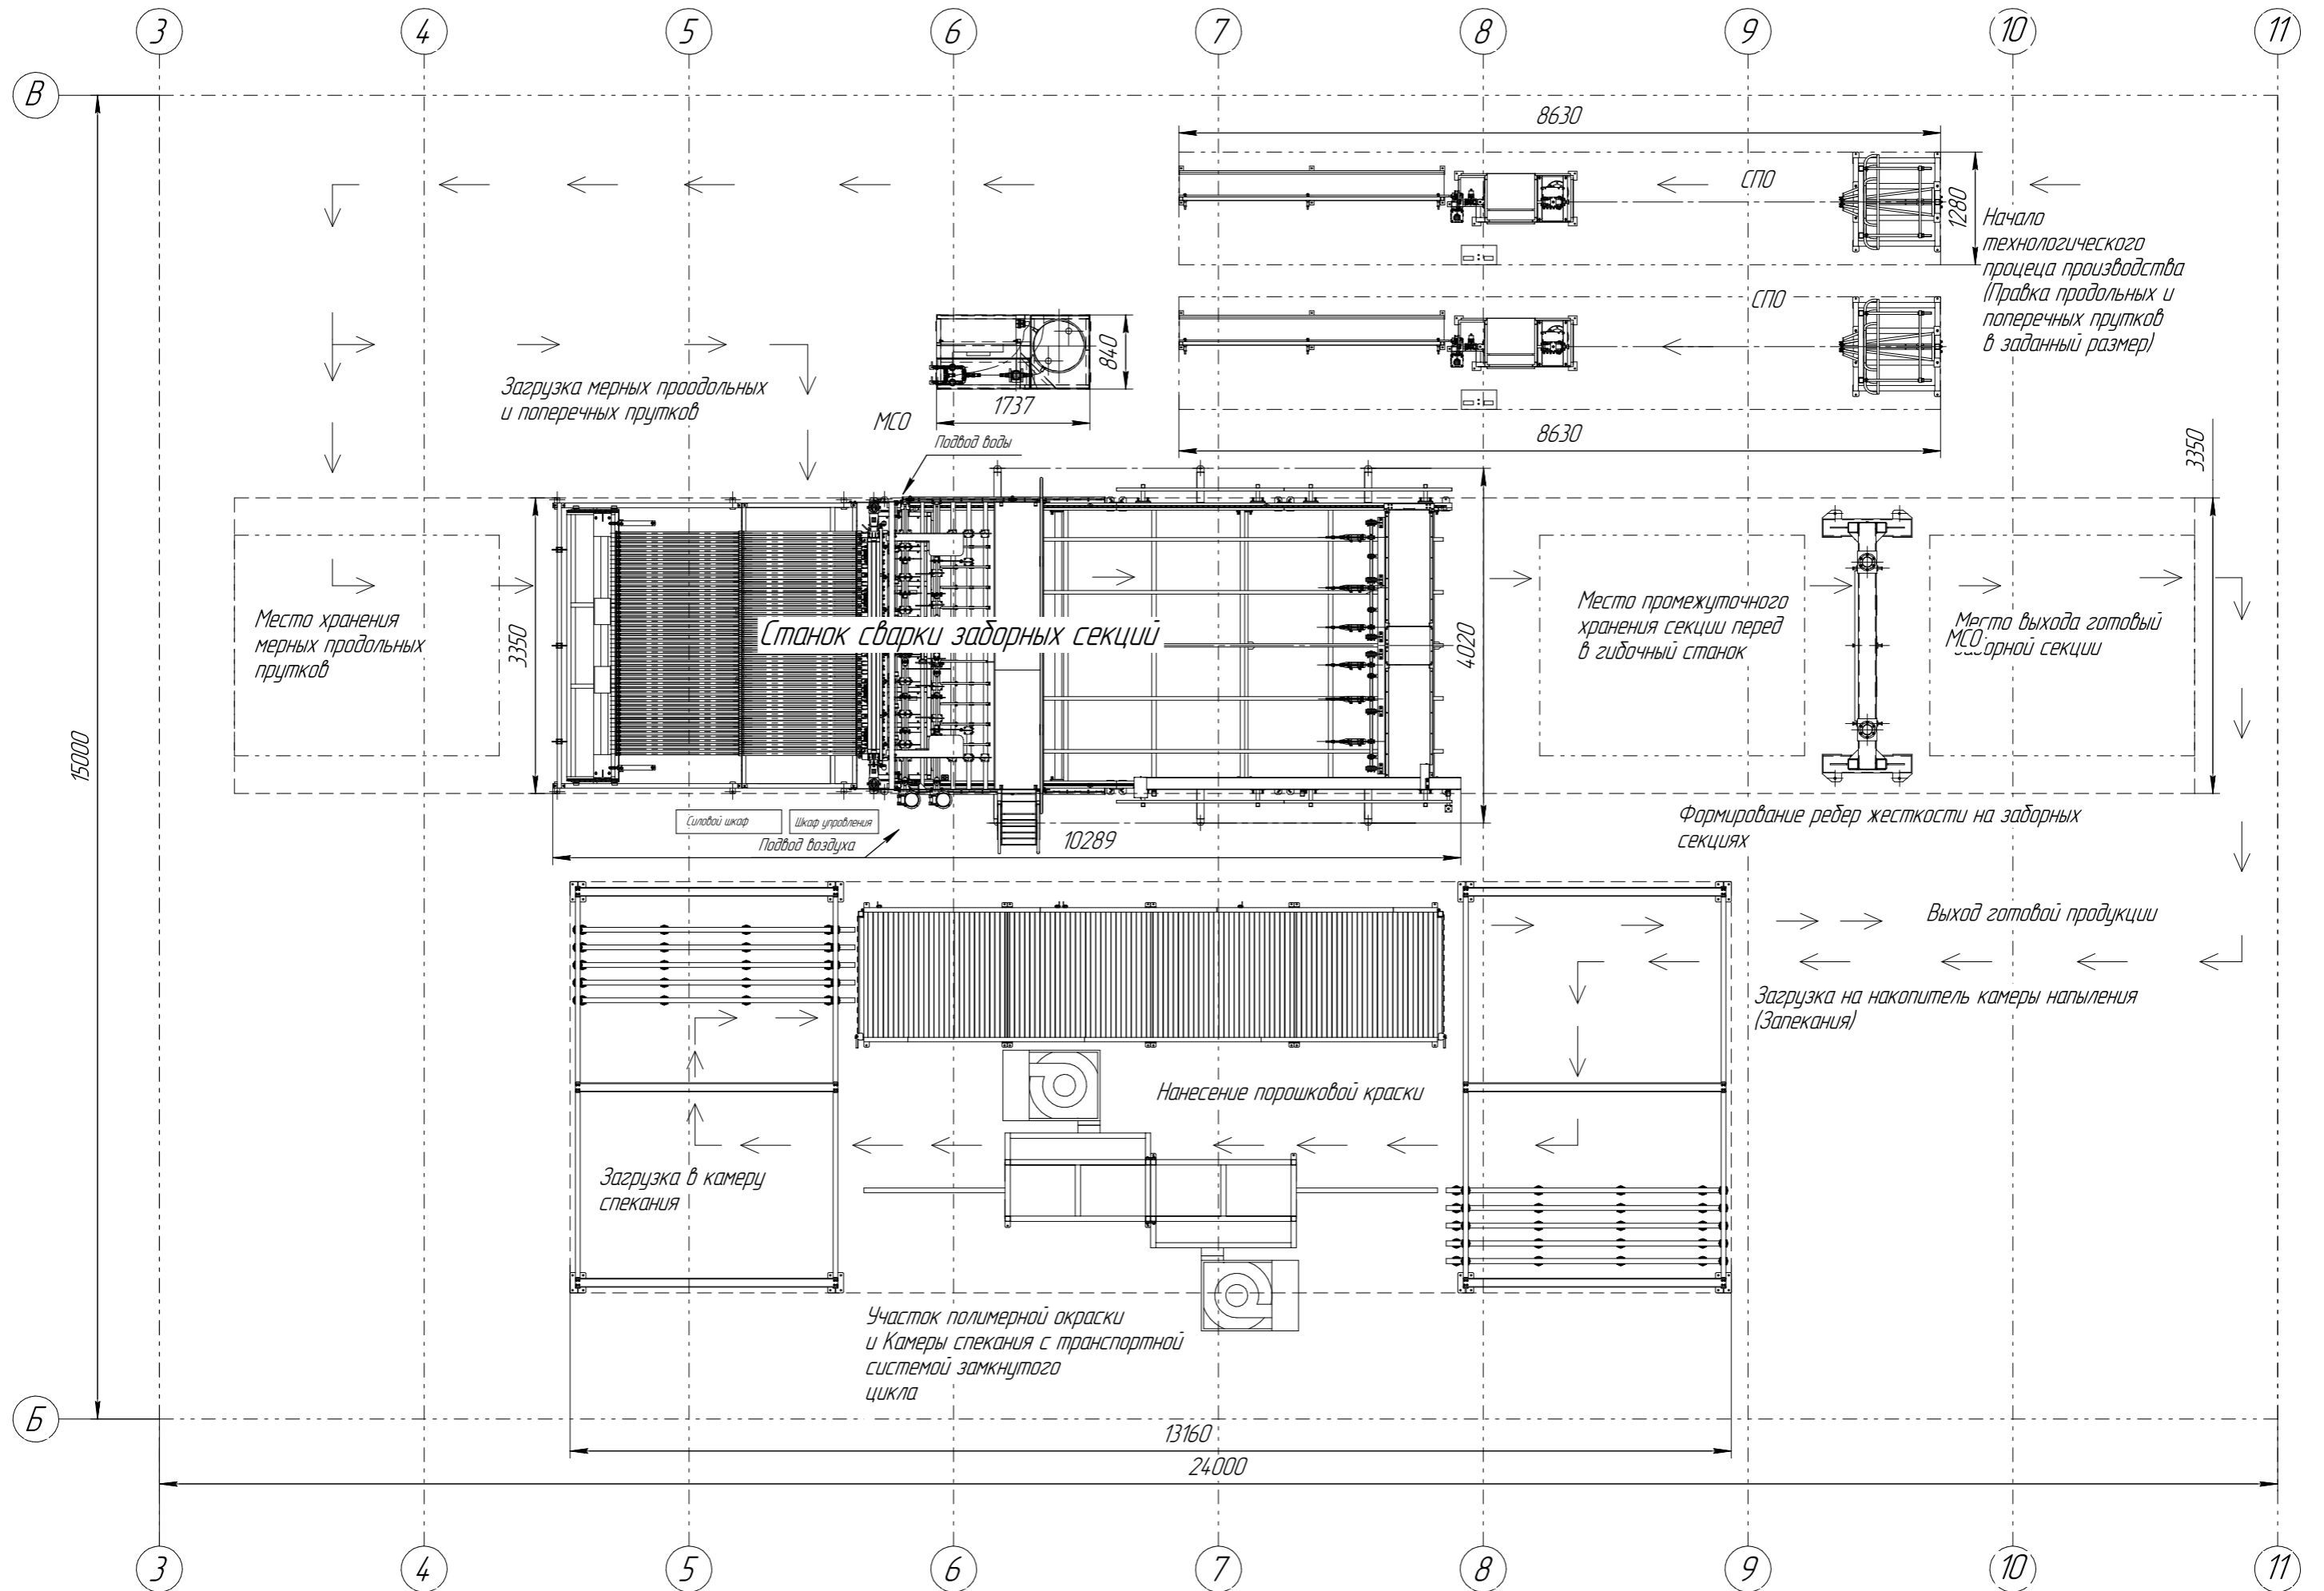 3 4 5 6 7 8 9 10 11
В
8630
СПО
1280
Начало
технологического
процеца производства
(Правка продольных и
поперечных прутков
в заданный размер)
СПО
840
1737
Загрузка мерных проодольных
и поперечных прутков
МСО
Подвод воды
8630
3350
Место хранения
мерных продольных
прутков
3350
Станок сварки заборных секций
4020
Место промежуточного
хранения секции перед
в гибочный станок
Место выхода готовый
МСО
заборной секции
15000
Силовой шкаф
Шкаф управления
Подвод воздуха
10289
Формирование ребер жесткости на заборных
секциях
Выход готовой продукции
Загрузка на накопитель камеры напыления
(Запекания)
Нанесение порошковой краски
Загрузка в камеру
спекания
Участок полимерной окраски
и Камеры спекания с транспортной
системой замкнутого
цикла
Б
13160
24000
3 4 5 6 7 8 9 10 11